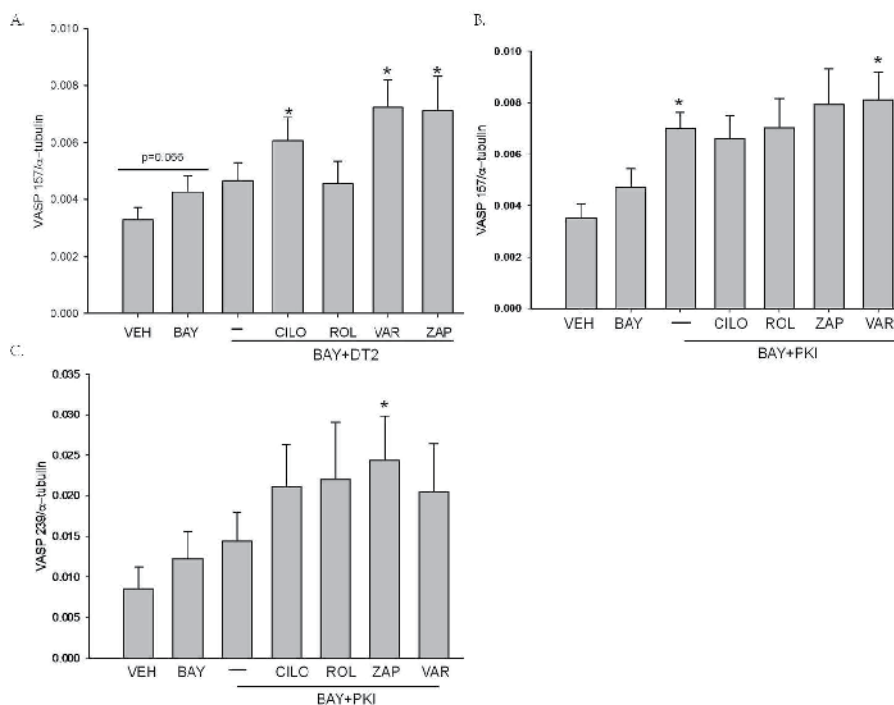 A.
0.010
0.008
0.006
0.004
0.002
0.000
VASP 157/α-tubulin
p=0.066
* * *
VEH BAY — CILO ROL VAR ZAP
BAY+DT2
B.
0.010
0.008
0.006
0.004
0.002
0.000
VASP 157/α-tubulin
* *
VEH BAY — CILO ROL ZAP VAR
BAY+PKI
C.
0.035
0.030
0.025
0.020
0.015
0.010
0.005
0.000
VASP 239/α-tubulin
*
VEH BAY — CILO ROL ZAP VAR
BAY+PKI